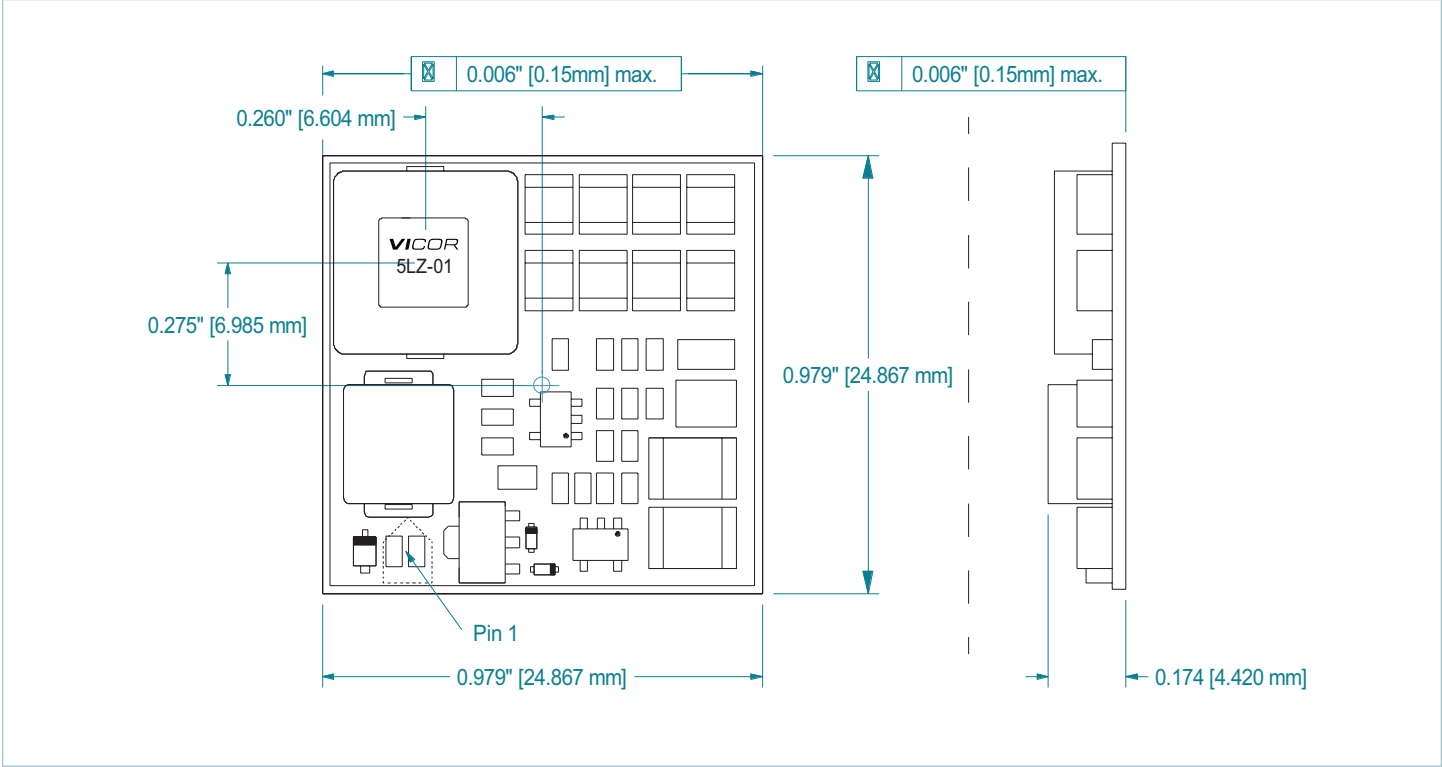 0.006" [0.15mm] max.
0.006" [0.15mm] max.
0.260" [6.604 mm]
VICOR
5LZ-01
0.275" [6.985 mm]
0.979" [24.867 mm]
Pin 1
0.979" [24.867 mm]
0.174 [4.420 mm]